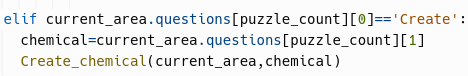 elif current_area.questions[puzzle_count][0]=='Create':
chemical=current_area.questions[puzzle_count][1]
Create_chemical(current_area,chemical)